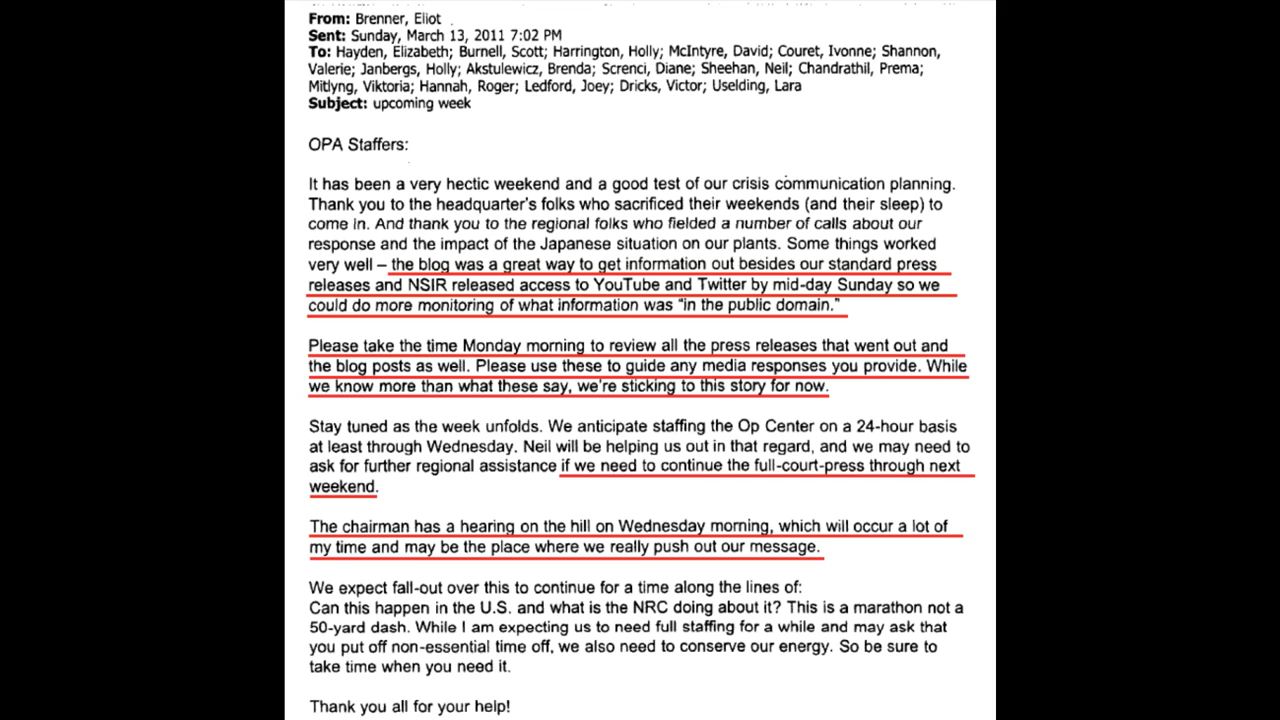 From: Brenner, Eliot
Sent: Sunday, March 13, 2011 7:02 PM
To: Hayden, Elizabeth; Burnell, Scott; Harrington, Holly; McIntyre, David; Couret, Ivonne; Shannon,
Valerie; Janbergs, Holly; Akstulewicz, Brenda; Screnci, Diane; Sheehan, Neil; Chandrathil, Prema;
Mitlyng, Viktoria; Hannah, Roger; Ledford, Joey; Dricks, Victor; Uselding, Lara
Subject: upcoming week
OPA Staffers:
It has been a very hectic weekend and a good test of our crisis communication planning.
Thank you to the headquarter's folks who sacrificed their weekends (and their sleep) to
come in. And thank you to the regional folks who fielded a number of calls about our
response and the impact of the Japanese situation on our plants. Some things worked
very well – the blog was a great way to get information out besides our standard press
releases and NSIR released access to YouTube and Twitter by mid-day Sunday so we
could do more monitoring of what information was "in the public domain."
Please take the time Monday morning to review all the press releases that went out and
the blog posts as well. Please use these to guide any media responses you provide. While
we know more than what these say, we're sticking to this story for now.
Stay tuned as the week unfolds. We anticipate staffing the Op Center on a 24-hour basis
at least through Wednesday. Neil will be helping us out in that regard, and we may need to
ask for further regional assistance if we need to continue the full-court-press through next
weekend.
The chairman has a hearing on the hill on Wednesday morning, which will occur a lot of
my time and may be the place where we really push out our message.
We expect fall-out over this to continue for a time along the lines of:
Can this happen in the U.S. and what is the NRC doing about it? This is a marathon not a
50-yard dash. While I am expecting us to need full staffing for a while and may ask that
you put off non-essential time off, we also need to conserve our energy. So be sure to
take time when you need it.
Thank you all for your help!